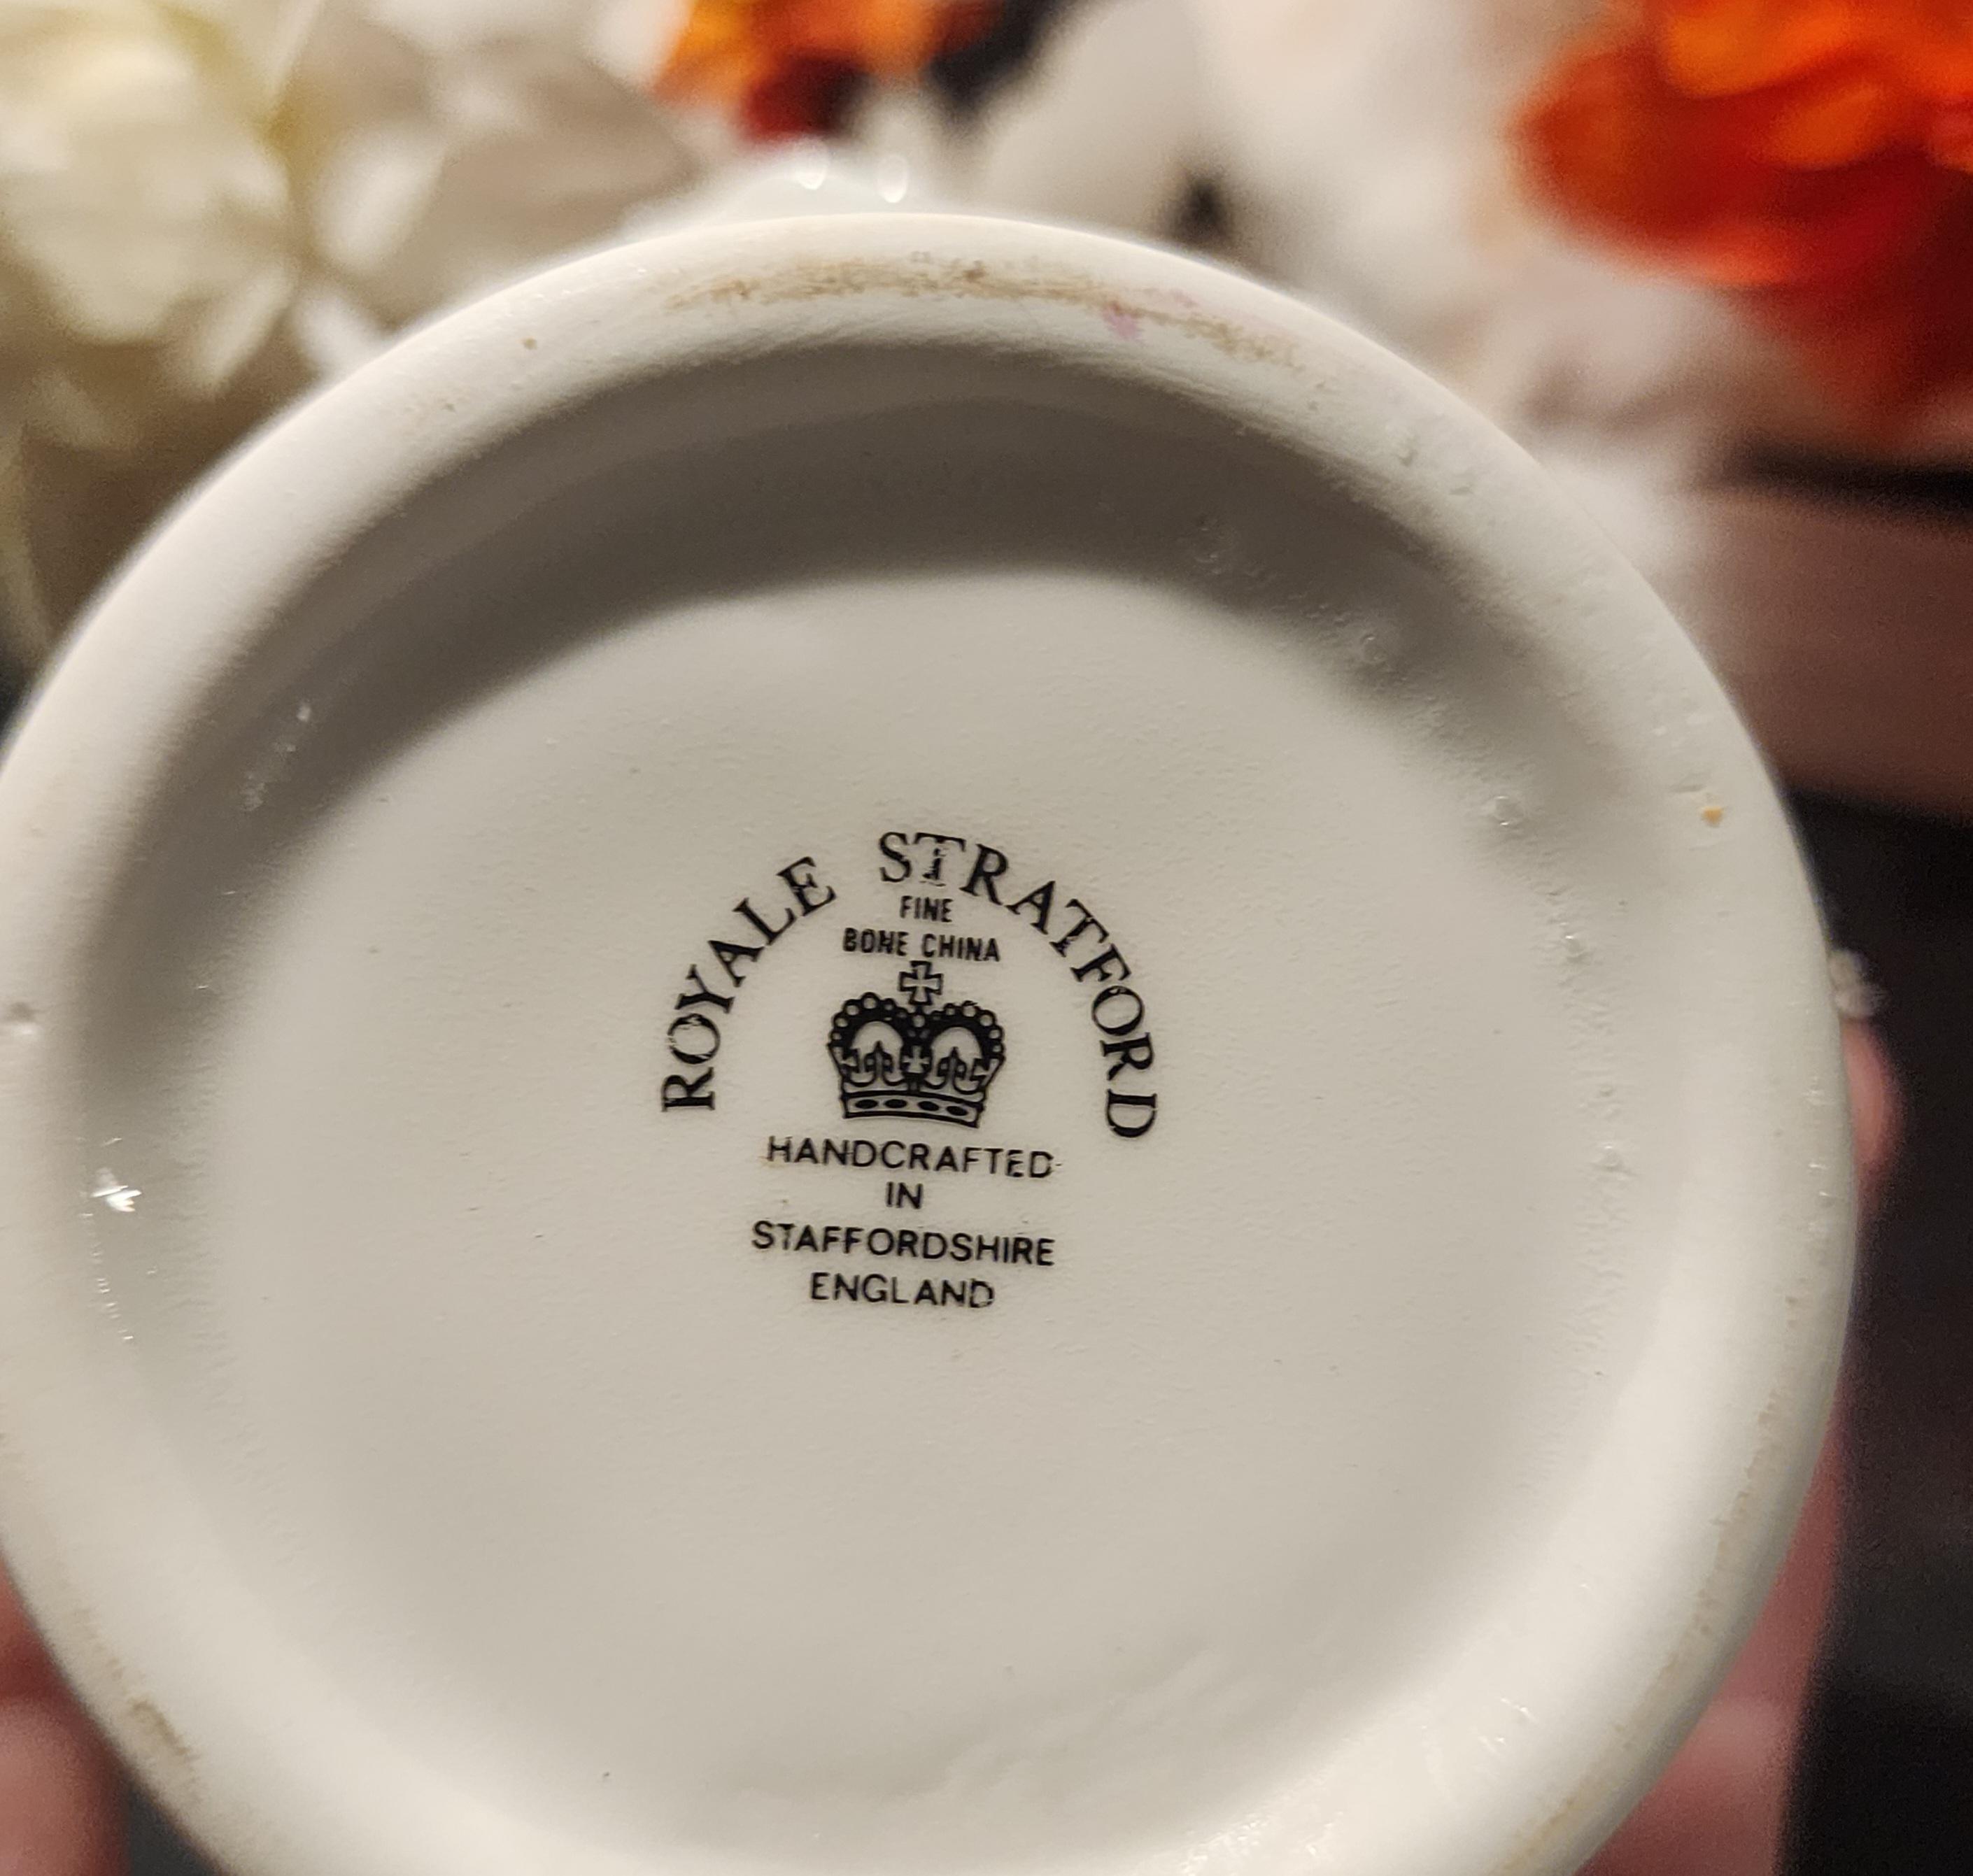 ROYALE STRATFORD
FINE
BONE CHINA
HANDCRAFTED
IN
STAFFORDSHIRE
ENGLAND